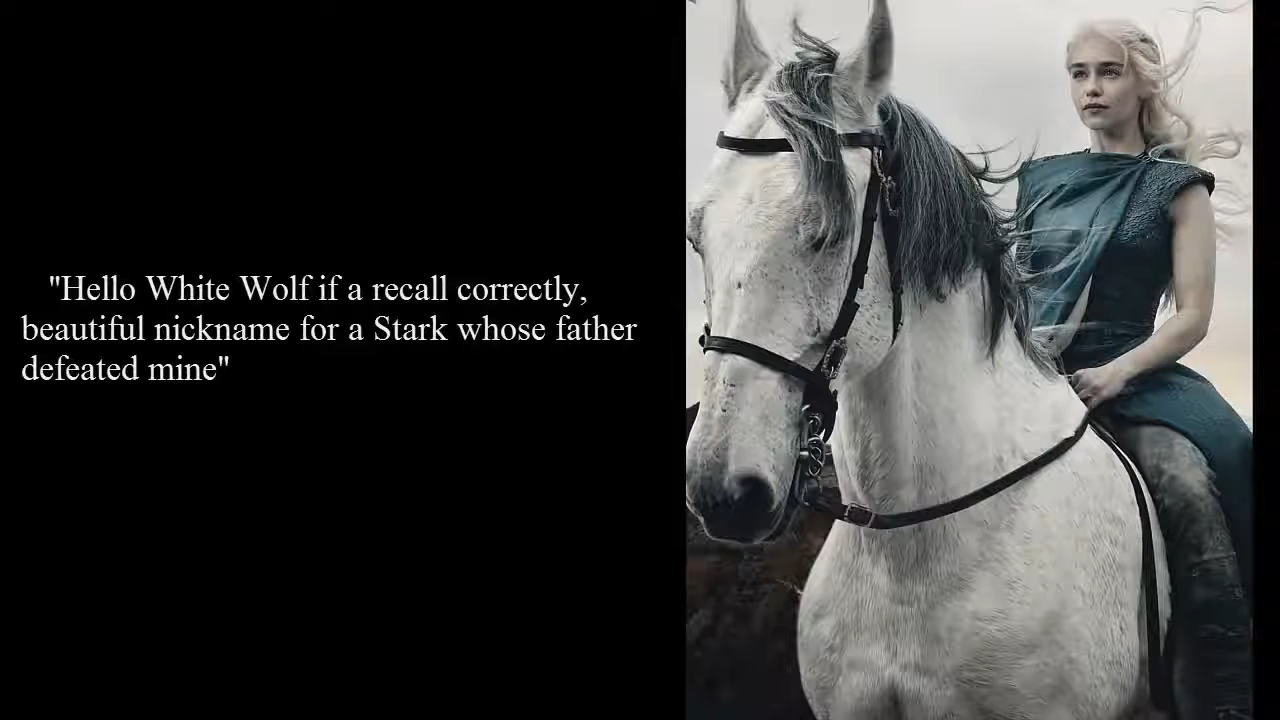 "Hello White Wolf if a recall correctly,
beautiful nickname for a Stark whose father
defeated mine"